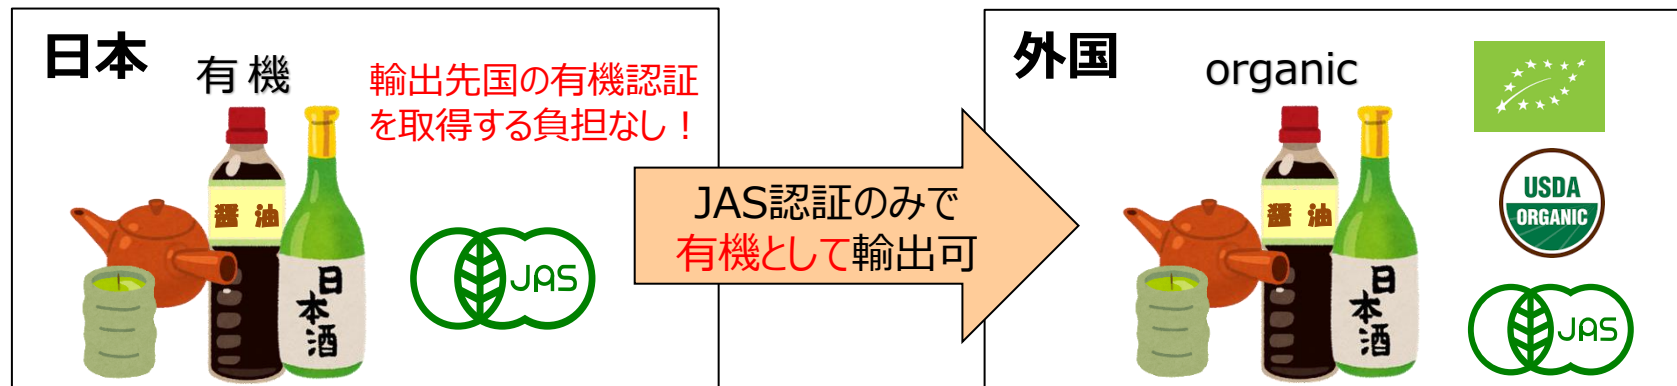 日本
有機
輸出先国の有機認証
を取得する負担なし！
醤油
日本酒
JAS
JAS認証のみで
有機として輸出可
外国
organic
醤油
日本酒
USDA
ORGANIC
JAS